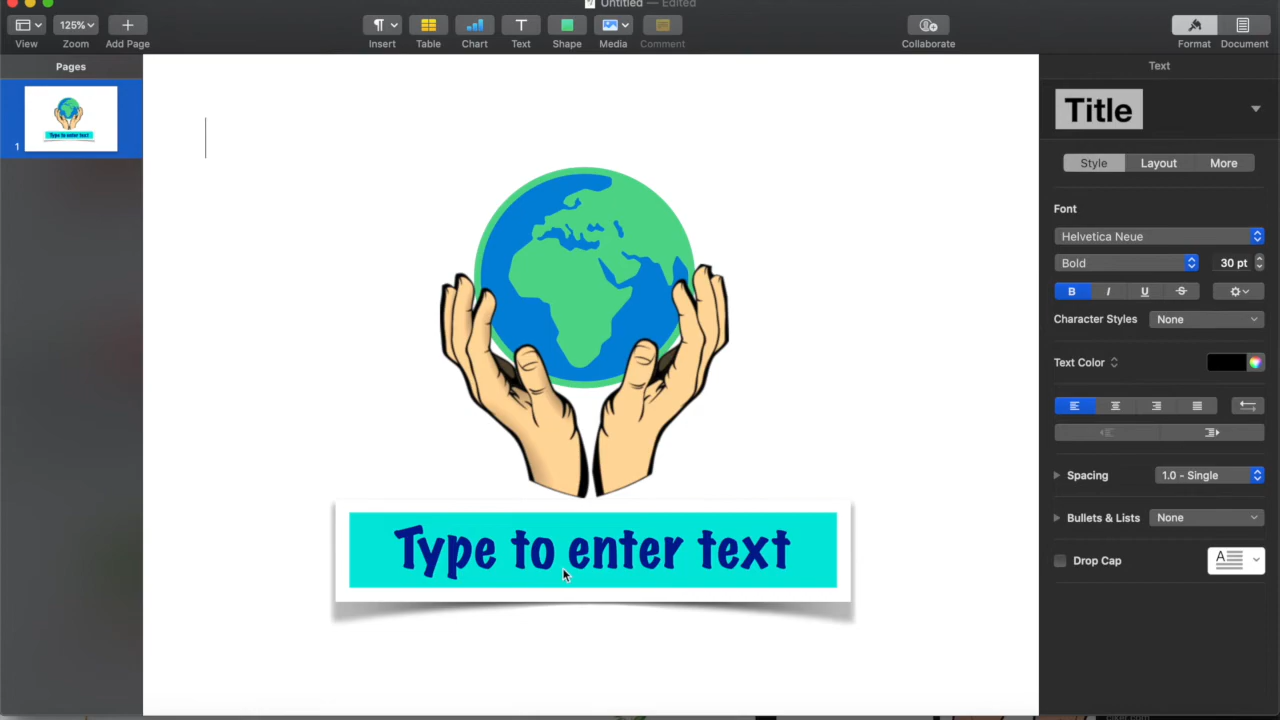 Untitled — Edited
125%
View
Zoom
Add Page
Insert
Table
Chart
T
Text
Shape
Media
Comment
Collaborate
Format
Document
Pages
Text
Type to enter text
1
Title
Style
Layout
More
Font
Helvetica Neue
Bold
30 pt
B
I
U
S
Character Styles
None
Text Color
Spacing
1.0 - Single
Bullets & Lists
None
Drop Cap
A
Type to enter text